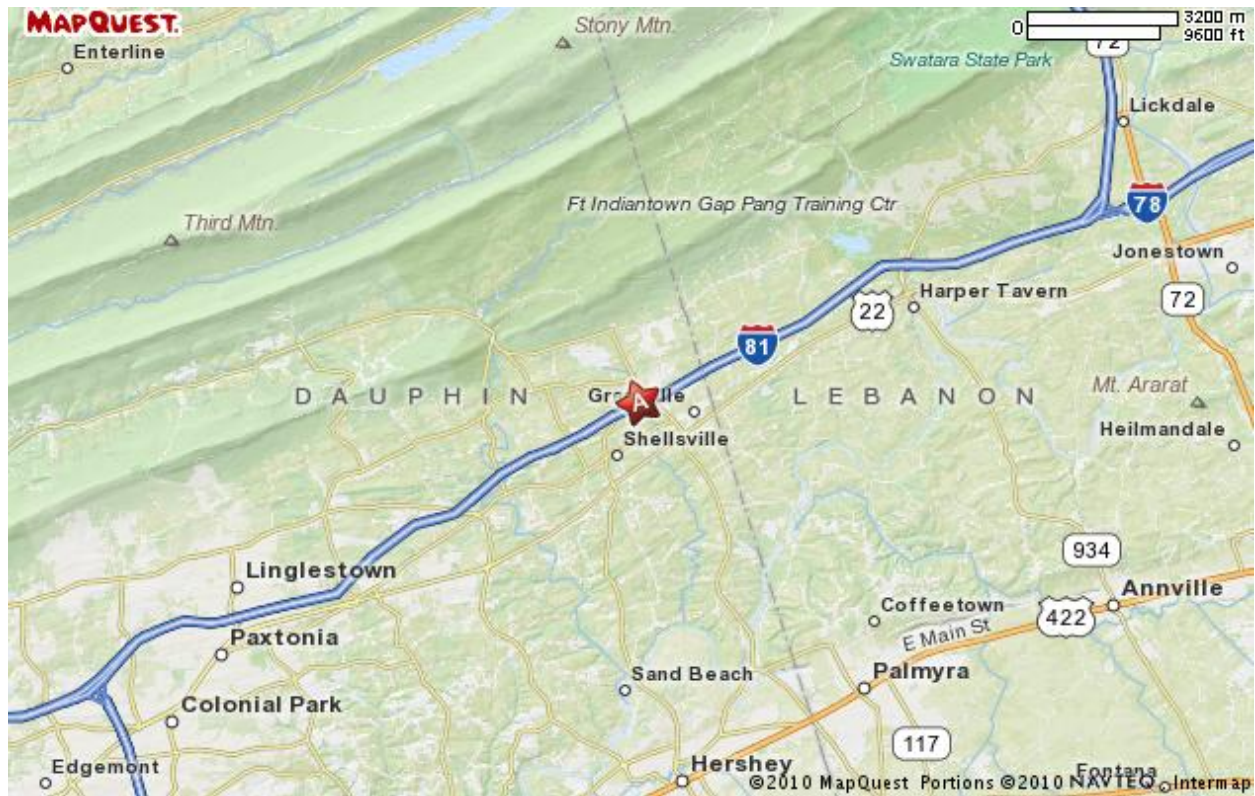 MAPQUEST.
3200 m
0
9600 ft
Stony Mtn.
72
Enterline
Swatara State Park
Lickdale
Ft Indiantown Gap Pang Training Ctr
78
Third Mtn.
Jonestown
Harper Tavern
72
22
81
Mt. Ararat
DAUPHIN
LEBANON
A
Shellsville
Heilmandale
934
Linglestown
Annville
Coffeetown
422
E Main St
Paxtonia
Sand Beach
Palmyra
Colonial Park
117
Hershey
Edgemont
Fontana
©2010 MapQuest Portions ©2010 NAVTEQ, Intermap